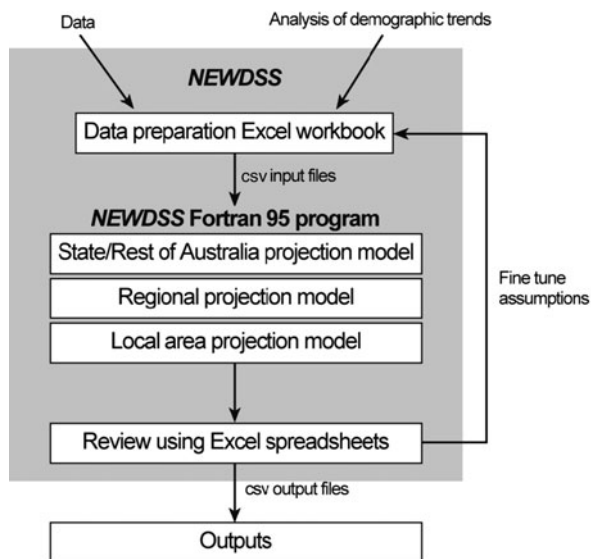 Data
Analysis of demographic trends
NEWDSS
Data preparation Excel workbook
csv input files
NEWDSS Fortran 95 program
State/Rest of Australia projection model
Regional projection model
Local area projection model
Fine tune
assumptions
Review using Excel spreadsheets
csv output files
Outputs